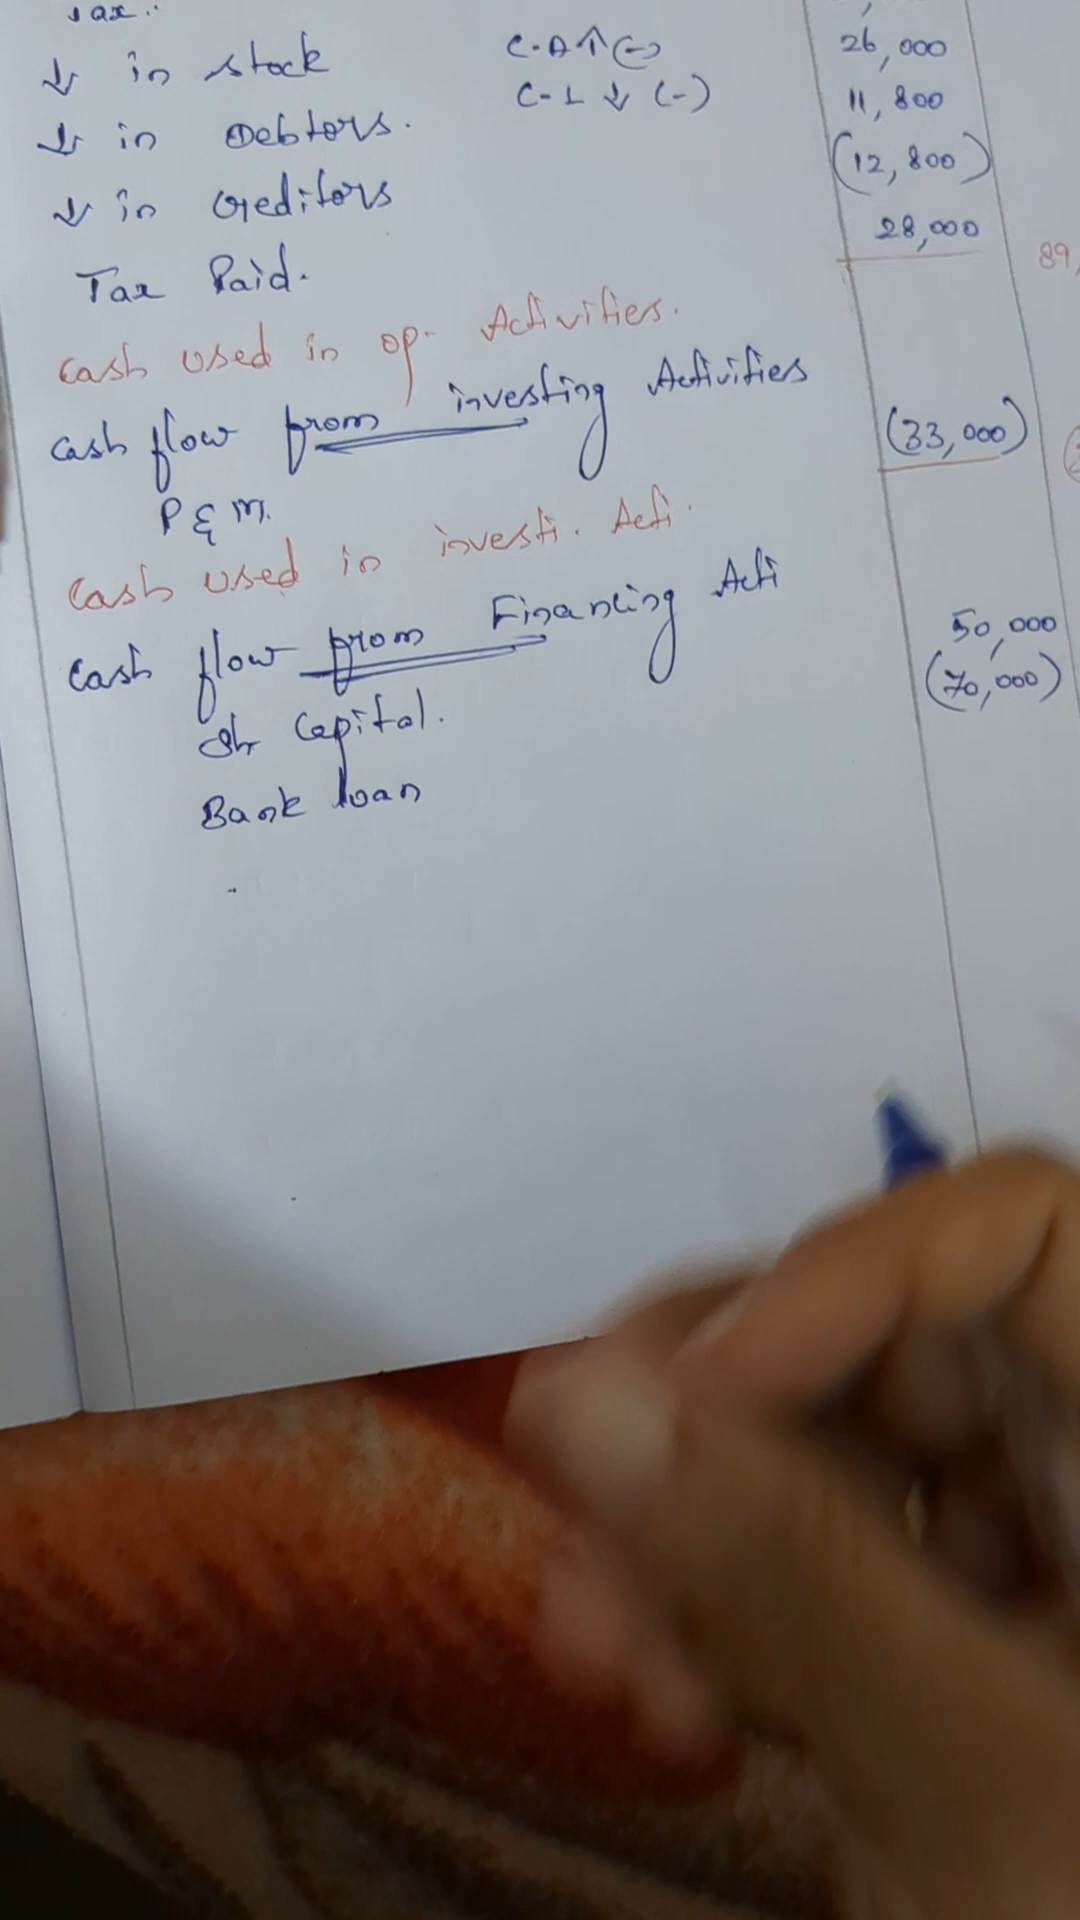 Tax.
↓ in stock C-A↑(-) 26,000
↓ in Debtors. C-L↓(-) 11,800
↓ in Creditors (12,800)
Tax Paid. 28,000
Cash used in op. Activities. 89,
Cash flow from investing Activities
P & M. (33,000)
Cash used in investi. Acti.
Cash flow from Financing Acti
Sh Capital. 50,000
Bank loan (70,000)